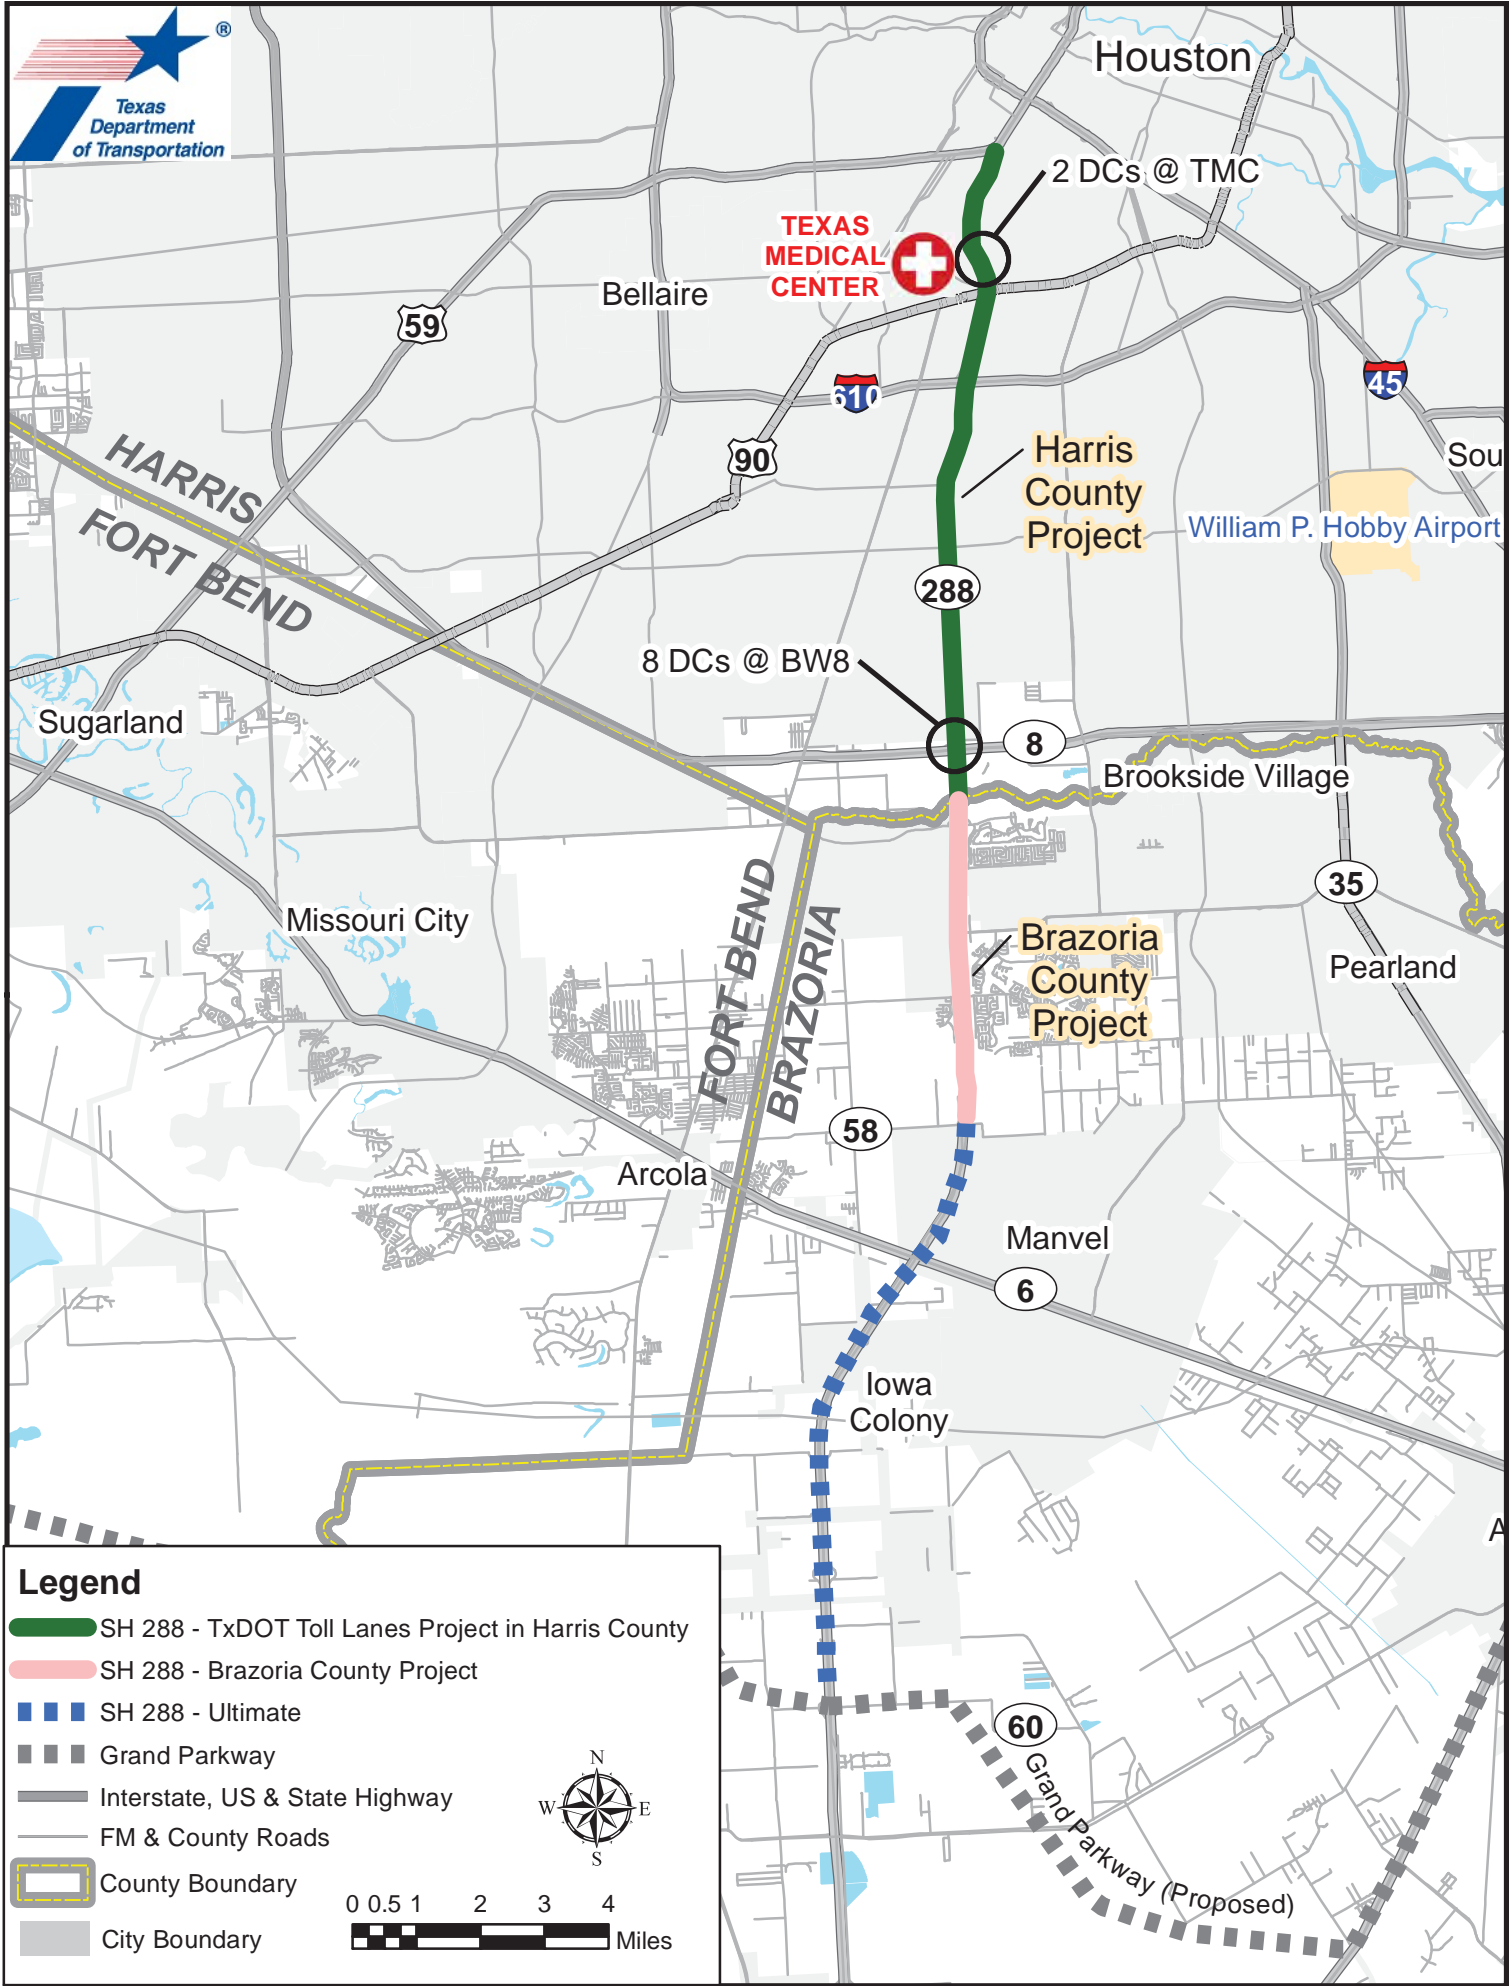 ®
Texas
Department
of Transportation
Houston
2 DCs @ TMC
TEXAS
MEDICAL
CENTER
Bellaire
59
610
45
90
HARRIS
FORT BEND
Harris
County
Project
Sou
William P. Hobby Airport
288
8 DCs @ BW8
Sugarland
8
Brookside Village
35
FORT BEND
BRAZORIA
Missouri City
Brazoria
County
Project
Pearland
58
Arcola
Manvel
6
Iowa
Colony
A
60
Grand Parkway (Proposed)
Legend
SH 288 - TxDOT Toll Lanes Project in Harris County
SH 288 - Brazoria County Project
SH 288 - Ultimate
Grand Parkway
Interstate, US & State Highway
FM & County Roads
County Boundary
City Boundary
N
W E
S
0 0.5 1 2 3 4
Miles